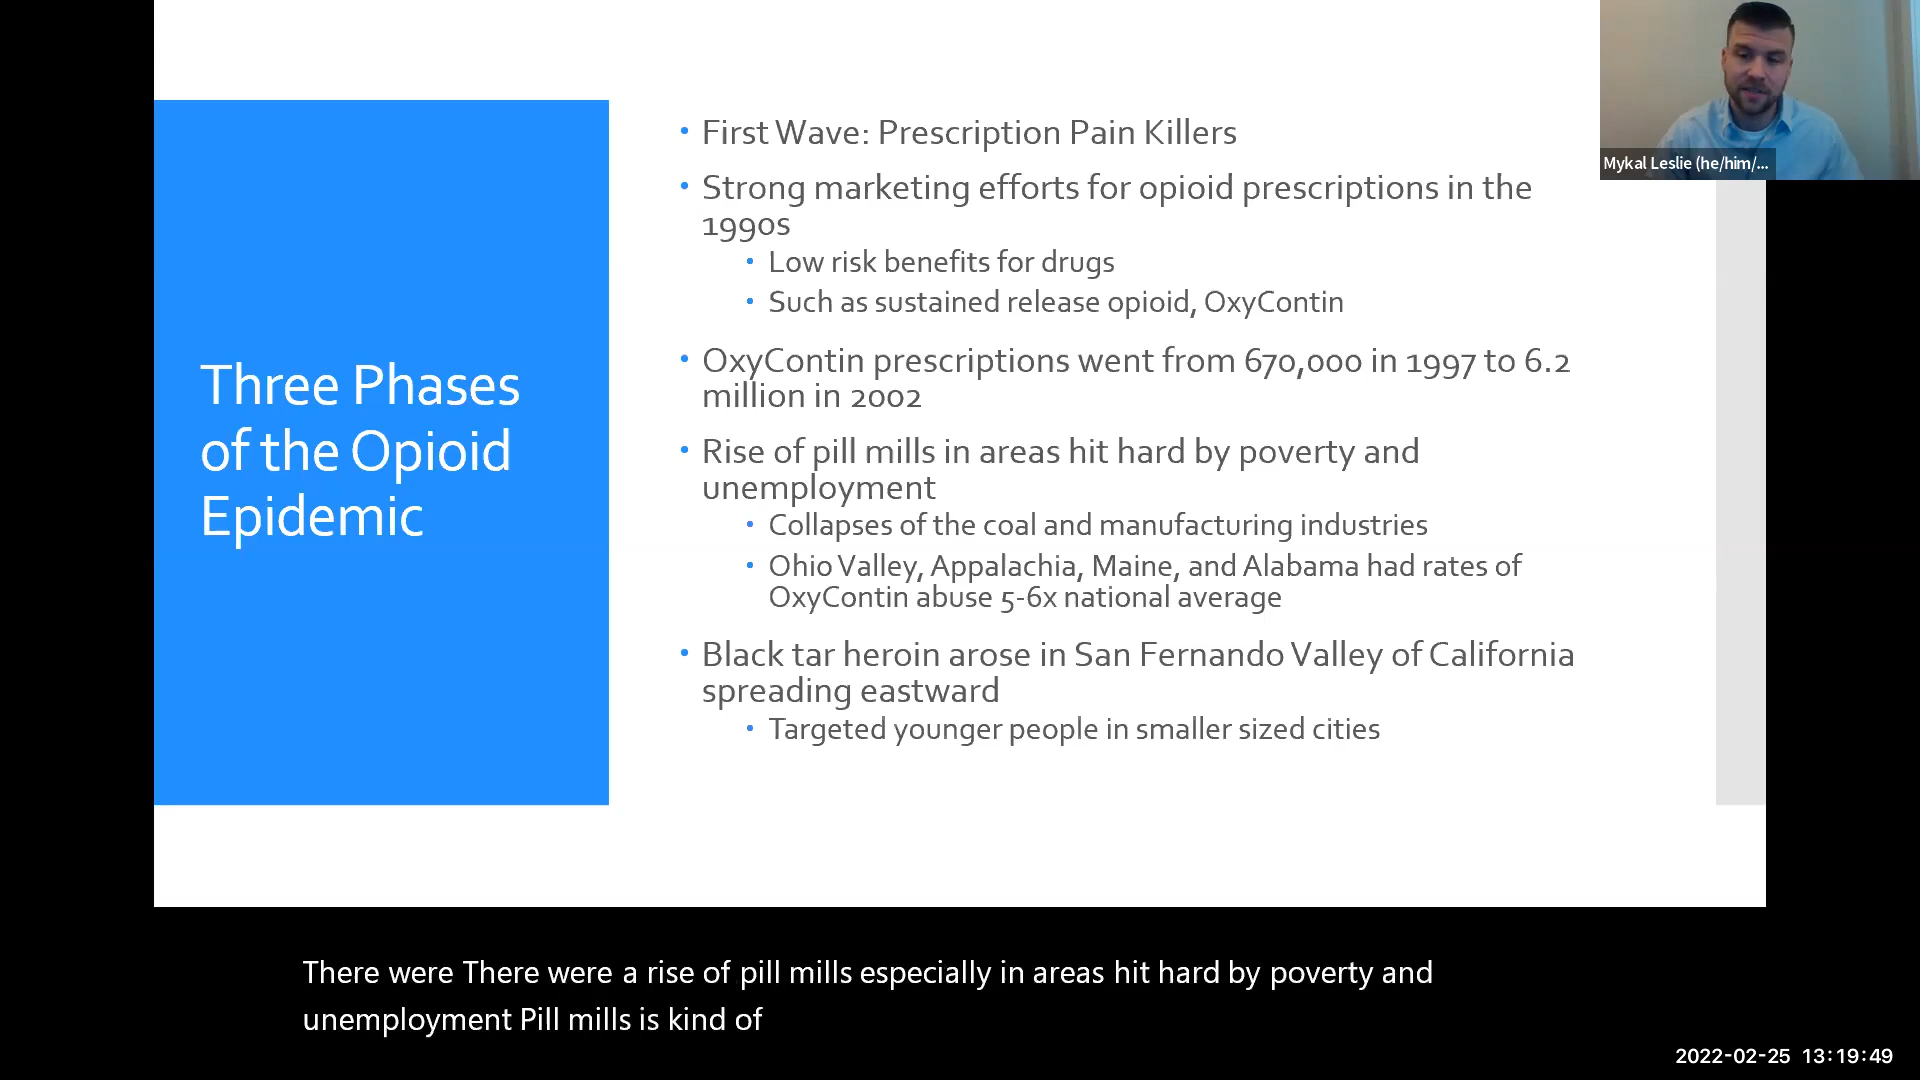 Three Phases
of the Opioid
Epidemic
• First Wave: Prescription Pain Killers
• Strong marketing efforts for opioid prescriptions in the
1990s
• Low risk benefits for drugs
• Such as sustained release opioid, OxyContin
• OxyContin prescriptions went from 670,000 in 1997 to 6.2
million in 2002
• Rise of pill mills in areas hit hard by poverty and
unemployment
• Collapses of the coal and manufacturing industries
• Ohio Valley, Appalachia, Maine, and Alabama had rates of
OxyContin abuse 5-6x national average
• Black tar heroin arose in San Fernando Valley of California
spreading eastward
• Targeted younger people in smaller sized cities
Mykal Leslie (he/him/...
There were There were a rise of pill mills especially in areas hit hard by poverty and
unemployment Pill mills is kind of
2022-02-25 13:19:49